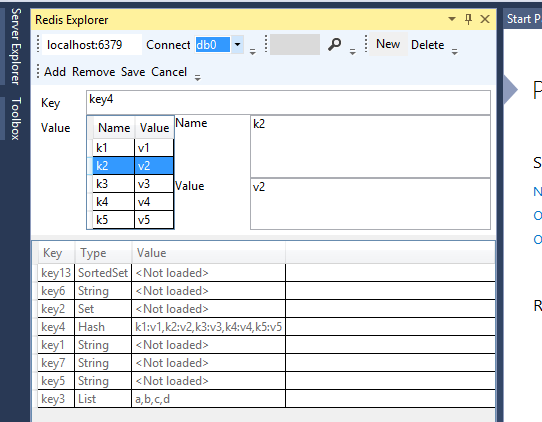 Server Explorer
Toolbox
Redis Explorer
Start P
localhost:6379 Connect db0 New Delete
Add Remove Save Cancel
Key key4
Value
Name Value
k1 v1
k2 v2
k3 v3
k4 v4
k5 v5
Name k2
Value v2
Key Type Value
key13 SortedSet <Not loaded>
key6 String <Not loaded>
key2 Set <Not loaded>
key4 Hash k1:v1,k2:v2,k3:v3,k4:v4,k5:v5
key1 String <Not loaded>
key7 String <Not loaded>
key5 String <Not loaded>
key3 List a,b,c,d
P
S
N
O
O
R